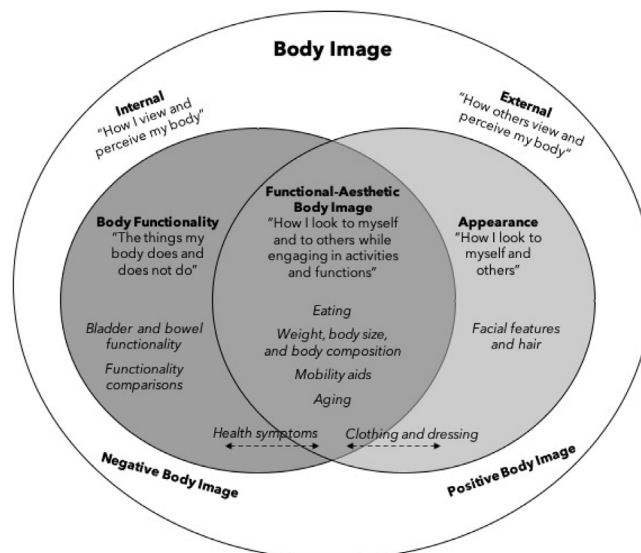 Body Image
Internal
"How I view and
perceive my body"
External
"How others view and
perceive my body"
Body Functionality
"The things my
body does and
does not do"
Bladder and bowel
functionality
Functionality
comparisons
Functional-Aesthetic
Body Image
"How I look to myself
and to others while
engaging in activities
and functions"
Eating
Weight, body size,
and body composition
Mobility aids
Aging
Appearance
"How I look to
myself and
others"
Facial features
and hair
Health symptoms
Clothing and dressing
Negative Body Image
Positive Body Image